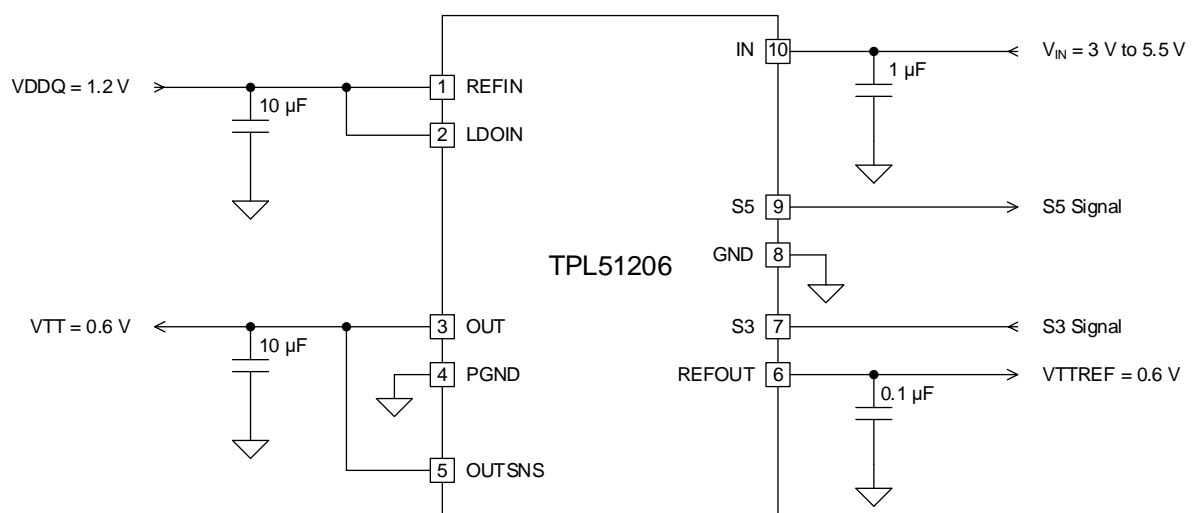 IN 10 V_IN = 3 V to 5.5 V
1 µF
VDDQ = 1.2 V 1 REFIN
10 µF
2 LDOIN
S5 9 S5 Signal
GND 8
TPL51206
VTT = 0.6 V 3 OUT
S3 7 S3 Signal
10 µF
4 PGND
REFOUT 6 VTTREF = 0.6 V
0.1 µF
5 OUTSNS